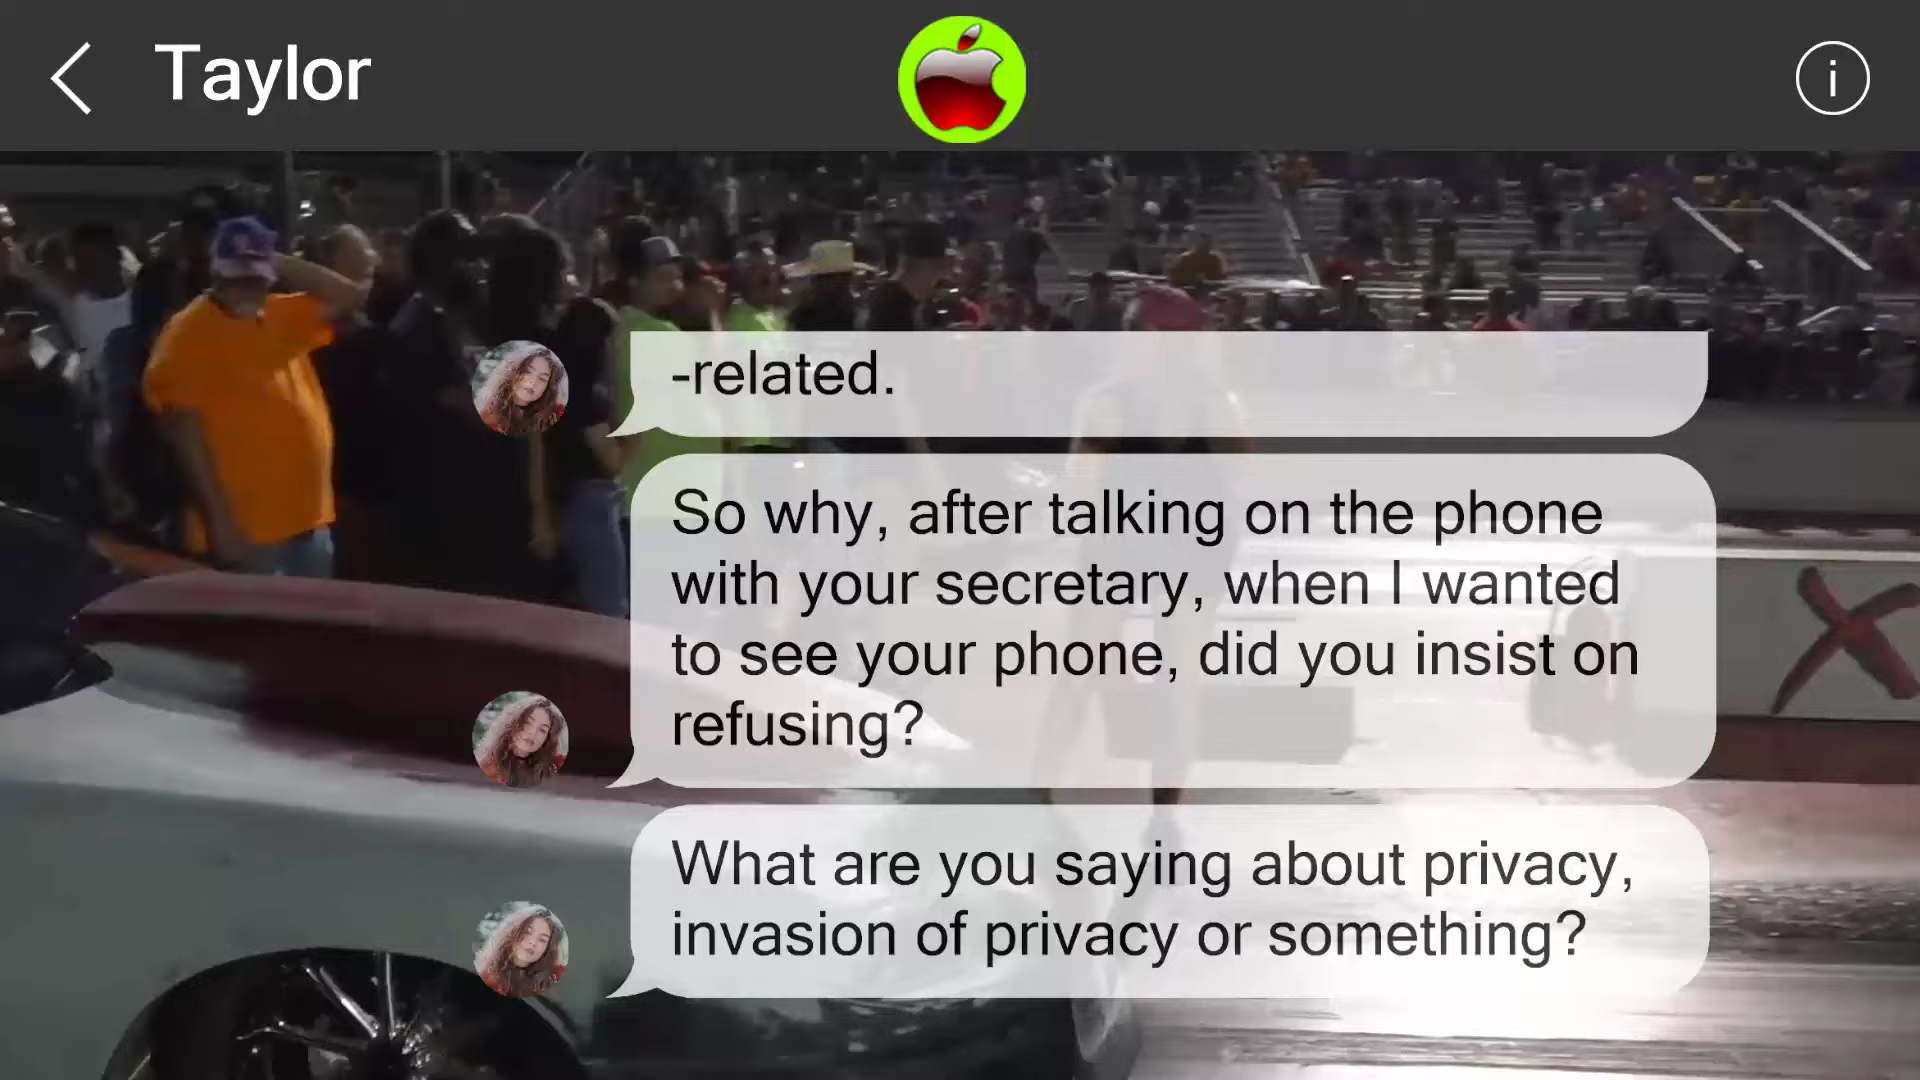 Taylor
i
-related.
So why, after talking on the phone
with your secretary, when I wanted
to see your phone, did you insist on
refusing?
What are you saying about privacy,
invasion of privacy or something?
X